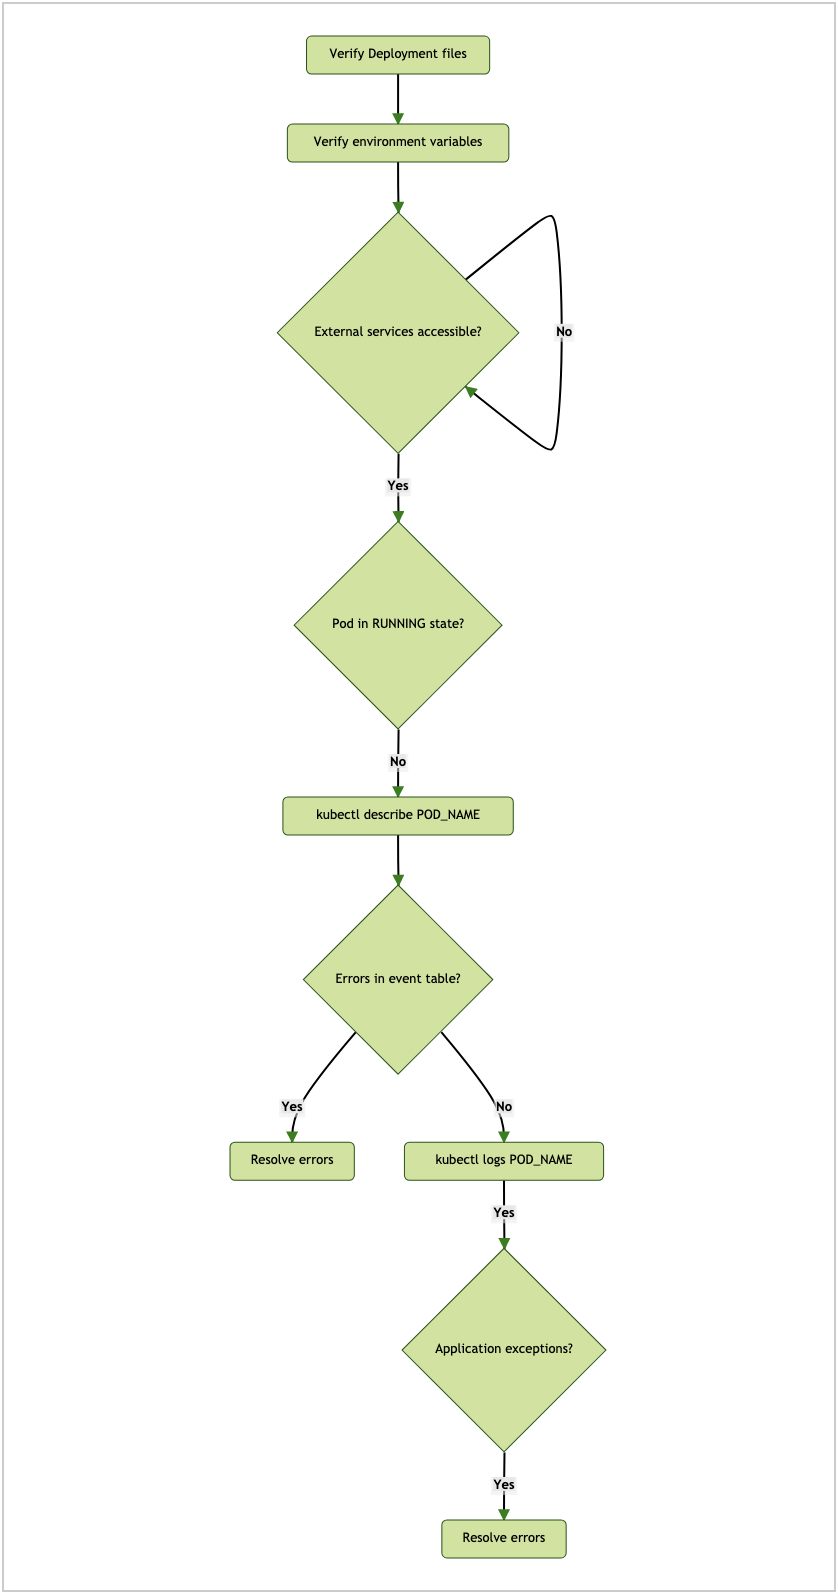 Verify Deployment files
Verify environment variables
External services accessible?
No
Yes
Pod in RUNNING state?
No
kubectl describe POD_NAME
Errors in event table?
Yes
No
Resolve errors
kubectl logs POD_NAME
Yes
Application exceptions?
Yes
Resolve errors